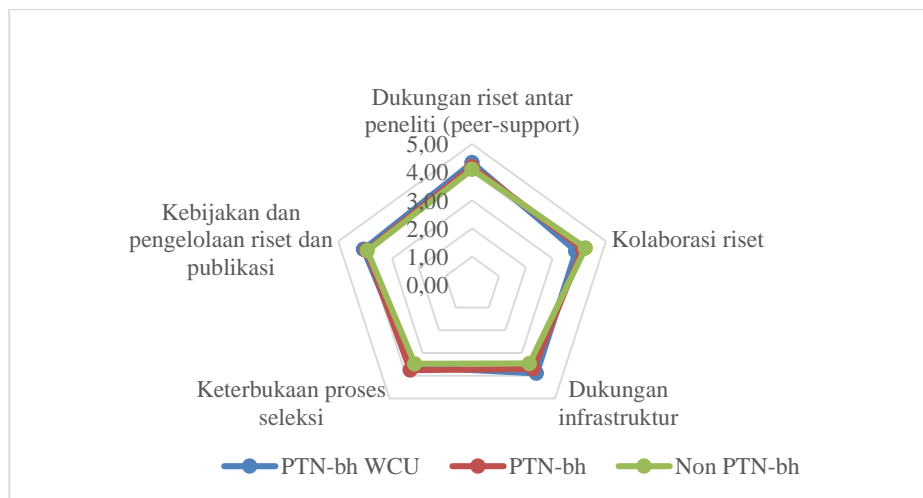 Dukungan riset antar
peneliti (peer-support)
5,00
4,00
3,00
2,00
1,00
0,00
Kolaborasi riset
Dukungan
infrastruktur
Keterbukaan proses
seleksi
Kebijakan dan
pengelolaan riset dan
publikasi
PTN-bh WCU
PTN-bh
Non PTN-bh